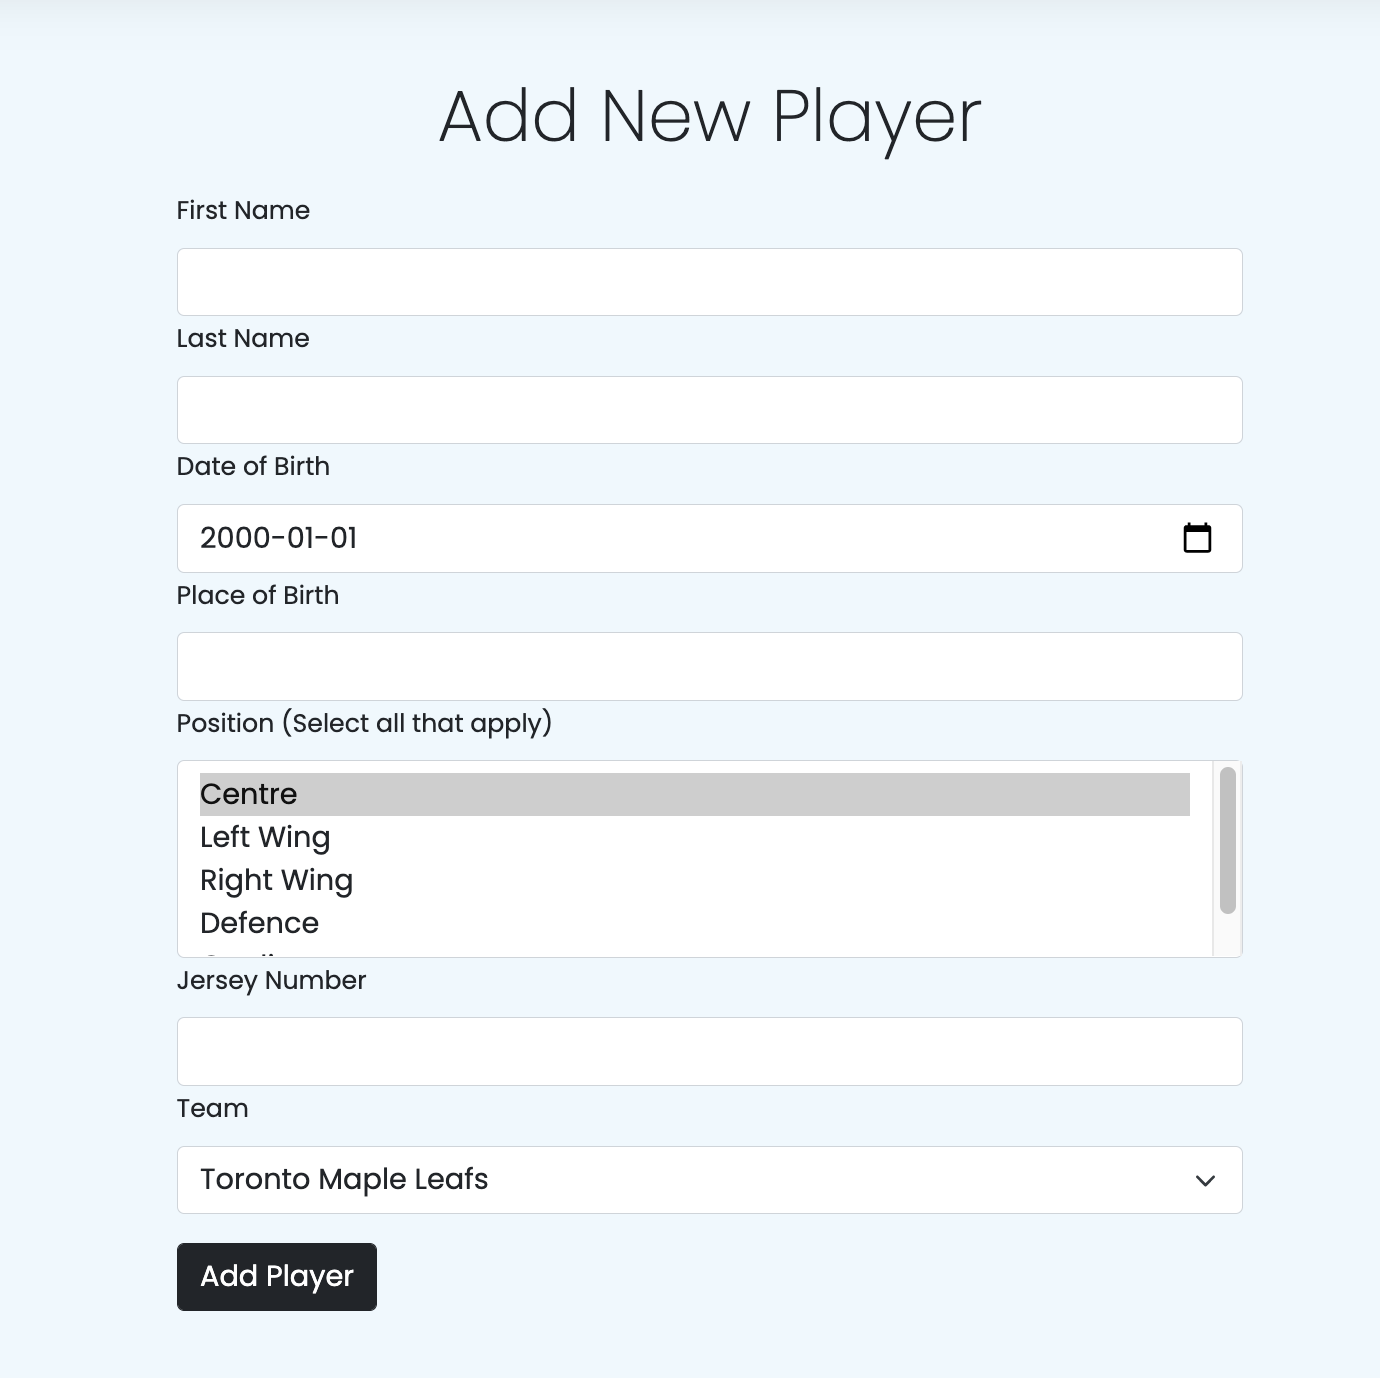 Add New Player
First Name
Last Name
Date of Birth
2000-01-01
Place of Birth
Position (Select all that apply)
Centre
Left Wing
Right Wing
Defence
Jersey Number
Team
Toronto Maple Leafs
Add Player